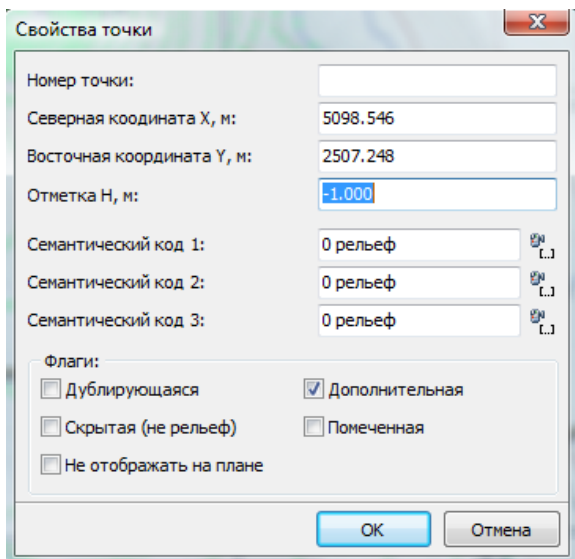 Свойства точки
Номер точки:
Северная коодината X, м: 5098.546
Восточная координата Y, м: 2507.248
Отметка H, м: -1.000
Семантический код 1: 0 рельеф [..]
Семантический код 2: 0 рельеф [..]
Семантический код 3: 0 рельеф [..]
Флаги:
Дублирующаяся Дополнительная
Скрытая (не рельеф) Помеченная
Не отображать на плане
OK Отмена